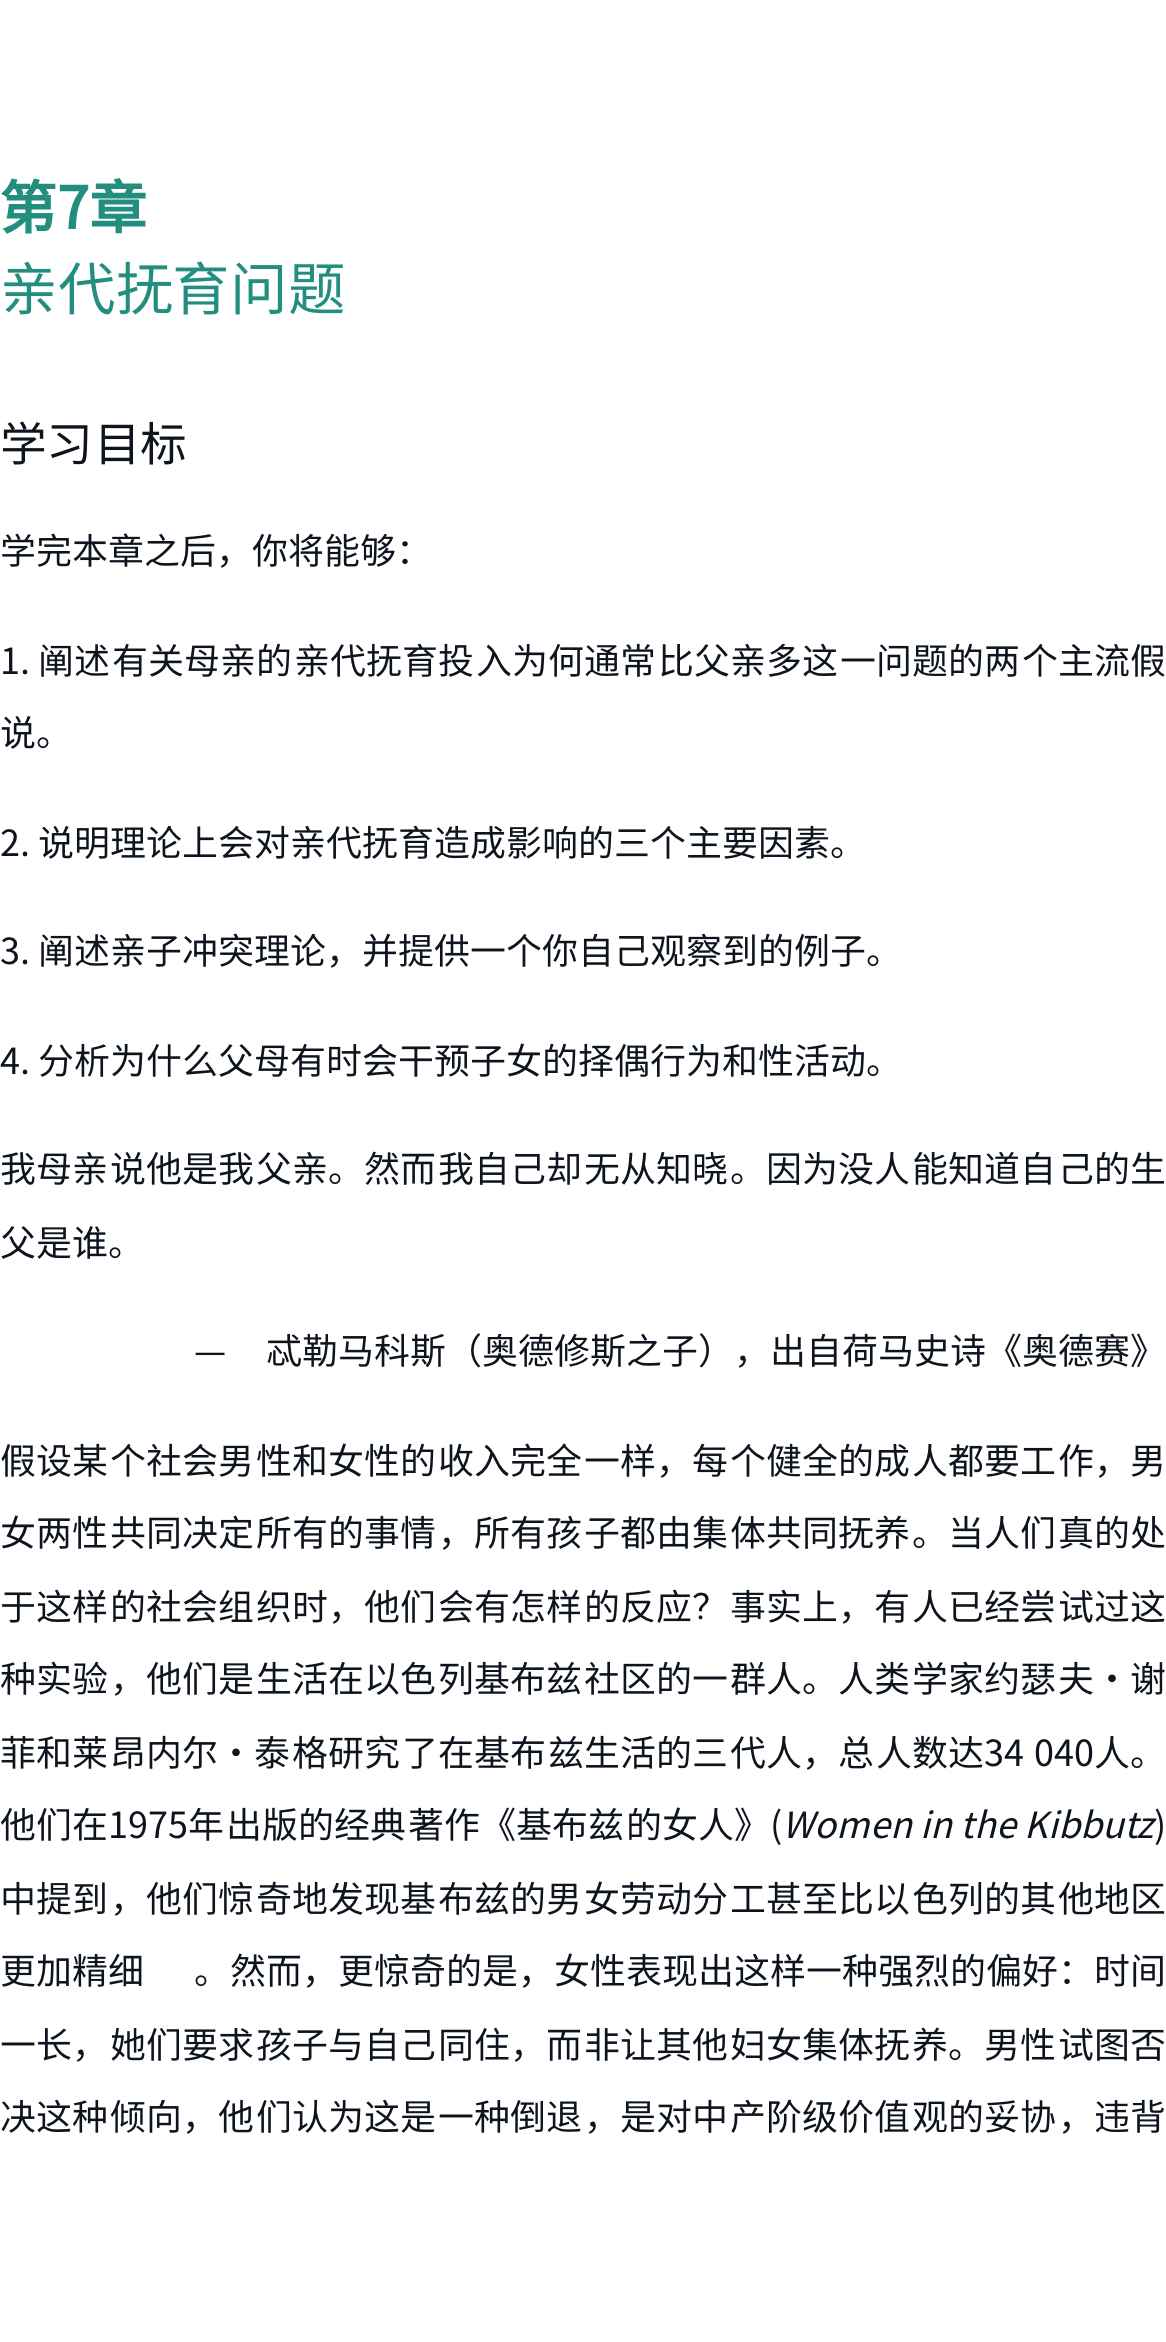 第7章
亲代抚育问题
学习目标
学完本章之后，你将能够：
1. 阐述有关母亲的亲代抚育投入为何通常比父亲多这一问题的两个主流假
说。
2. 说明理论上会对亲代抚育造成影响的三个主要因素。
3. 阐述亲子冲突理论，并提供一个你自己观察到的例子。
4. 分析为什么父母有时会干预子女的择偶行为和性活动。
我母亲说他是我父亲。然而我自己却无从知晓。因为没人能知道自己的生
父是谁。
— 忒勒马科斯（奥德修斯之子），出自荷马史诗《奥德赛》
假设某个社会男性和女性的收入完全一样，每个健全的成人都要工作，男
女两性共同决定所有的事情，所有孩子都由集体共同抚养。当人们真的处
于这样的社会组织时，他们会有怎样的反应？事实上，有人已经尝试过这
种实验，他们是生活在以色列基布兹社区的一群人。人类学家约瑟夫·谢
菲和莱昂内尔·泰格研究了在基布兹生活的三代人，总人数达34 040人。
他们在1975年出版的经典著作《基布兹的女人》(Women in the Kibbutz)
中提到，他们惊奇地发现基布兹的男女劳动分工甚至比以色列的其他地区
更加精细 。然而，更惊奇的是，女性表现出这样一种强烈的偏好：时间
一长，她们要求孩子与自己同住，而非让其他妇女集体抚养。男性试图否
决这种倾向，他们认为这是一种倒退，是对中产阶级价值观的妥协，违背